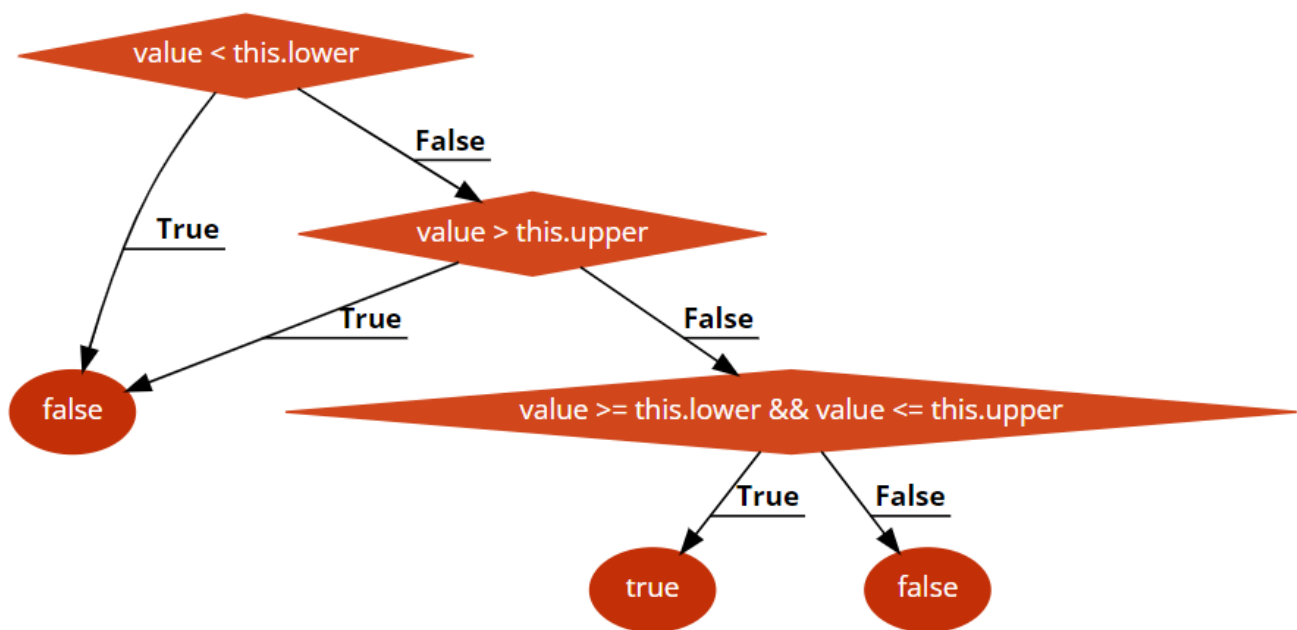 value < this.lower
False
True
value > this.upper
True
False
false
value >= this.lower && value <= this.upper
True
False
true
false